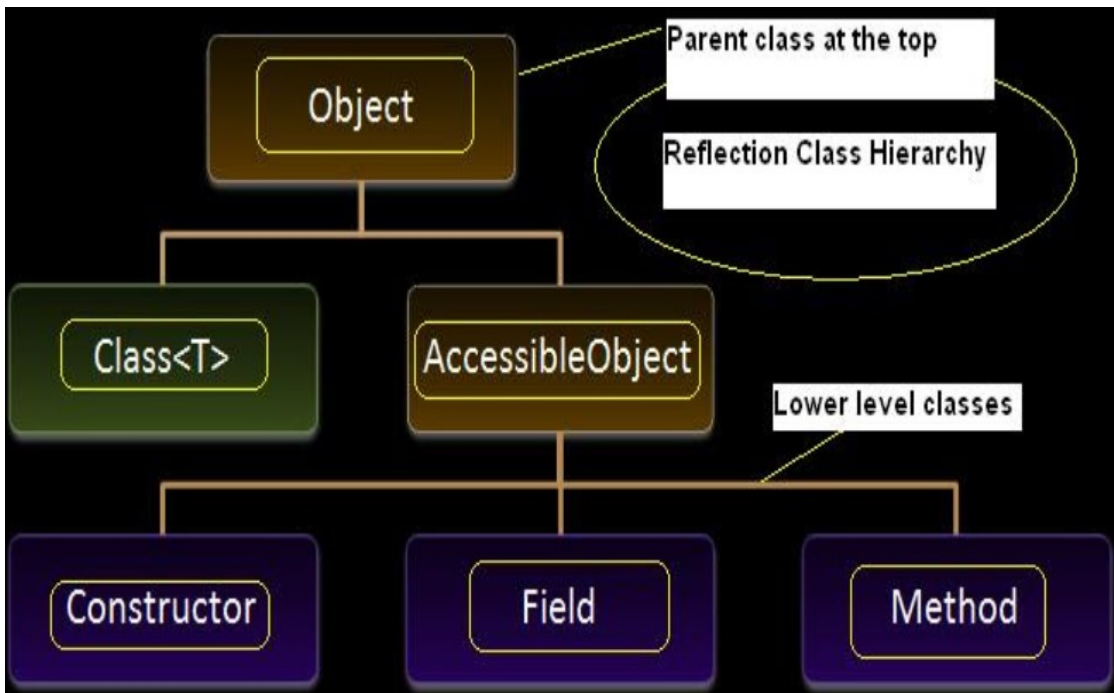 Parent class at the top
Object
Reflection Class Hierarchy
Class<T>
AccessibleObject
Lower level classes
Constructor
Field
Method